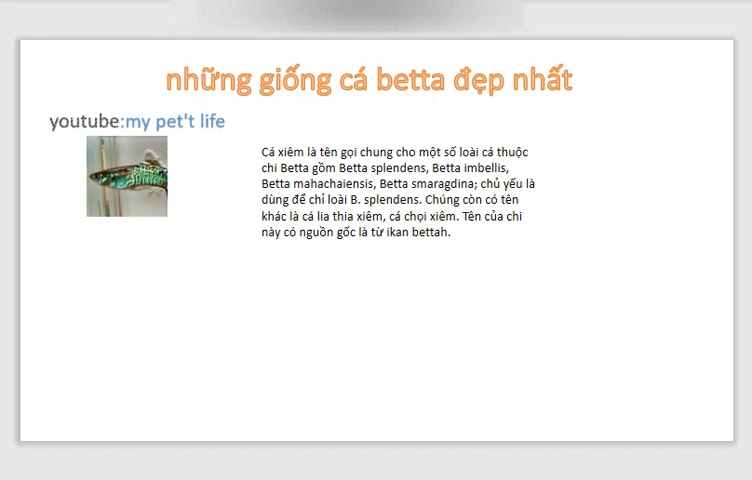 những giống cá betta đẹp nhất
youtube:my pet't life
Cá xiêm là tên gọi chung cho một số loài cá thuộc
chi Betta gồm Betta splendens, Betta imbellis,
Betta mahachaiensis, Betta smaragdina; chủ yếu là
dùng để chỉ loài B. splendens. Chúng còn có tên
khác là cá lia thia xiêm, cá chọi xiêm. Tên của chi
này có nguồn gốc là từ ikan bettah.